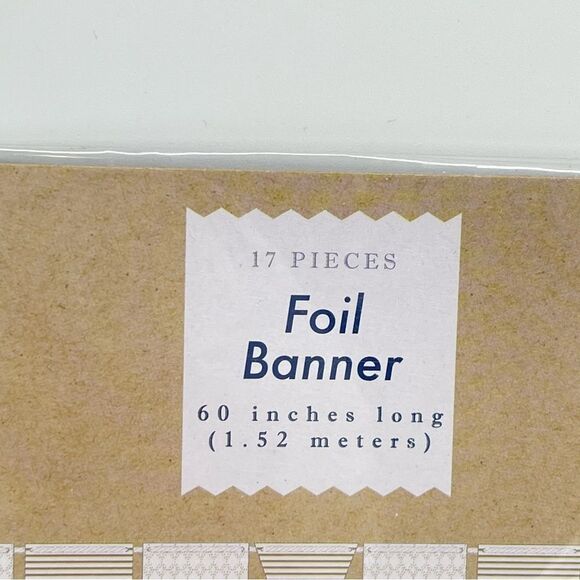 17 PIECES
Foil
Banner
60 inches long
(1.52 meters)